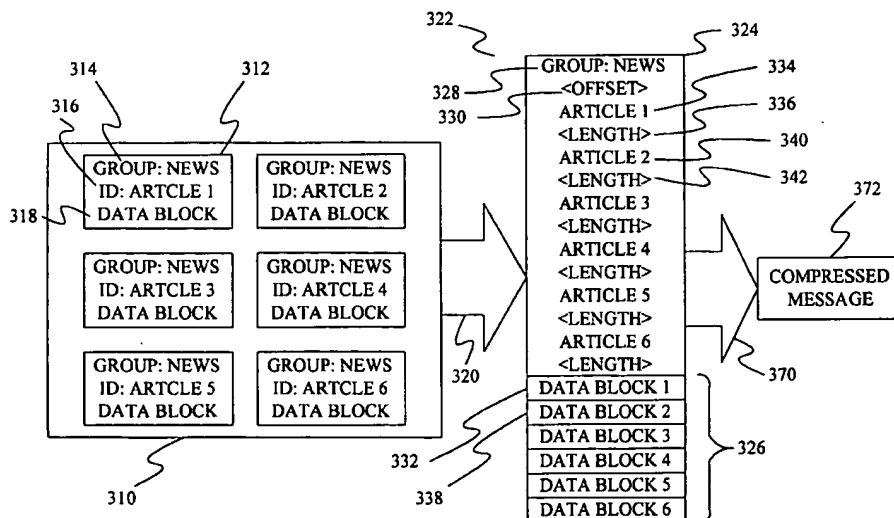 322
324
314
312
GROUP: NEWS
334
328
<OFFSET>
316
330
ARTICLE 1
336
<LENGTH>
340
ARTICLE 2
342
<LENGTH>
GROUP: NEWS
ID: ARTCLE 1
DATA BLOCK
GROUP: NEWS
ID: ARTCLE 2
DATA BLOCK
318
ARTICLE 3
<LENGTH>
372
ARTICLE 4
<LENGTH>
COMPRESSED
MESSAGE
GROUP: NEWS
ID: ARTCLE 3
DATA BLOCK
GROUP: NEWS
ID: ARTCLE 4
DATA BLOCK
ARTICLE 5
<LENGTH>
ARTICLE 6
<LENGTH>
320
370
GROUP: NEWS
ID: ARTCLE 5
DATA BLOCK
GROUP: NEWS
ID: ARTCLE 6
DATA BLOCK
DATA BLOCK 1
DATA BLOCK 2
DATA BLOCK 3
DATA BLOCK 4
DATA BLOCK 5
DATA BLOCK 6
332
326
310
338